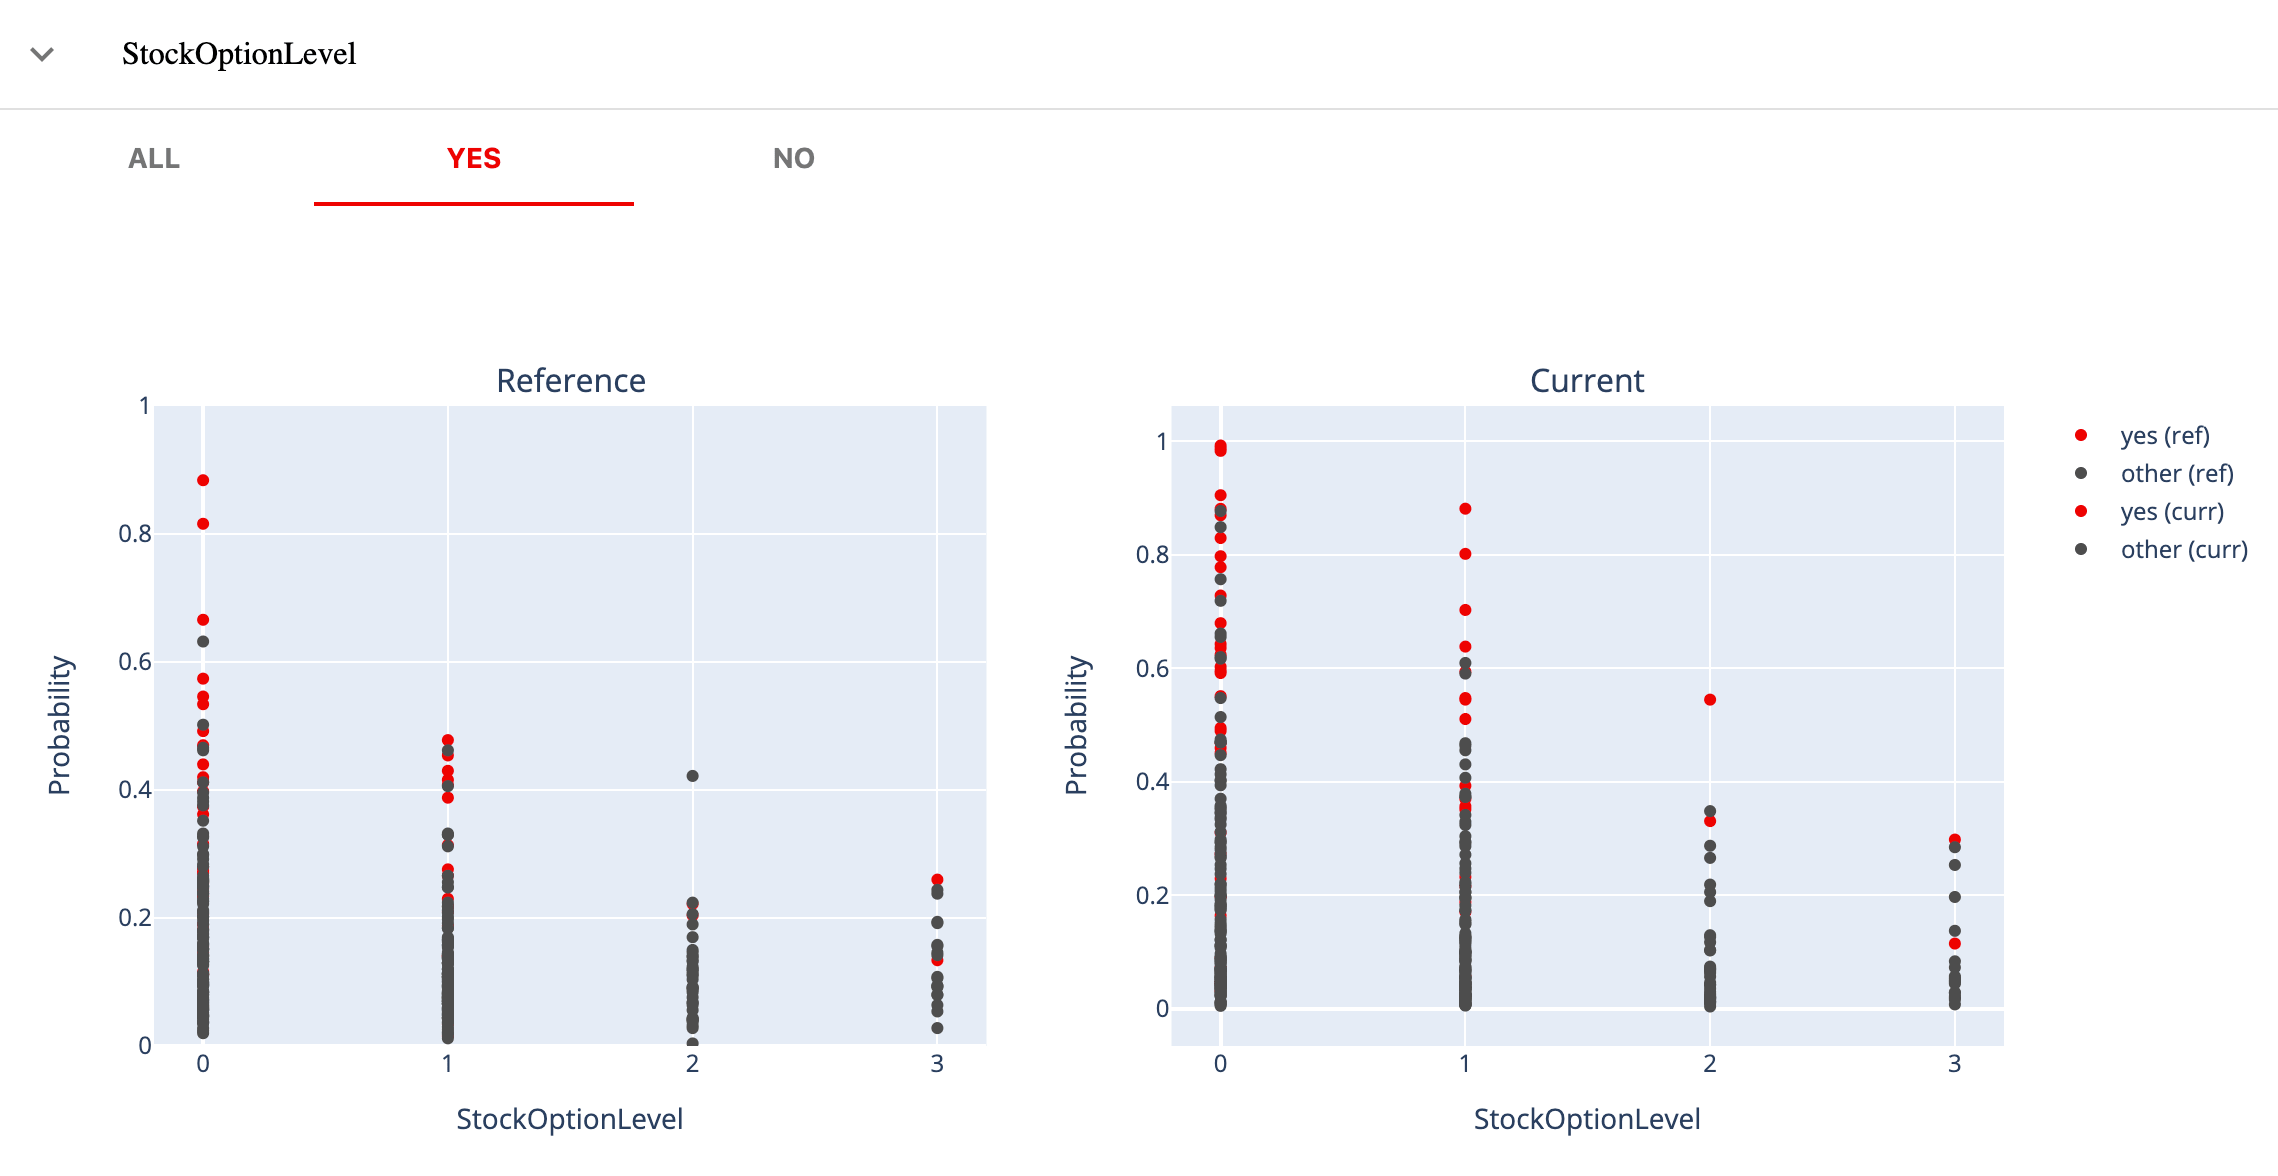 StockOptionLevel
ALL YES NO
Reference
Current
1
0.8
0.6
0.4
0.2
0
Probability
0 1 2 3
StockOptionLevel
1
0.8
0.6
0.4
0.2
0
Probability
0 1 2 3
StockOptionLevel
yes (ref)
other (ref)
yes (curr)
other (curr)